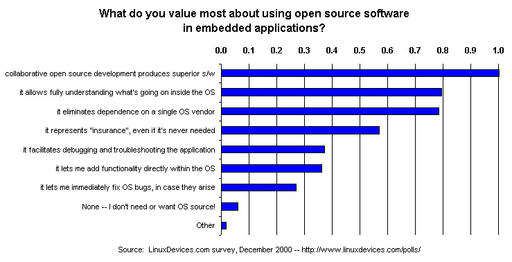 What do you value most about using open source software
in embedded applications?
0.0 0.1 0.2 0.3 0.4 0.5 0.6 0.7 0.8 0.9 1.0
collaborative open source development produces superior s/w
it allows fully understanding what's going on inside the OS
it eliminates dependence on a single OS vendor
it represents "insurance", even if it's never needed
it facilitates debugging and troubleshooting the application
it lets me add functionality directly within the OS
it lets me immediately fix OS bugs, in case they arise
None -- I don't need or want OS source!
Other
Source: LinuxDevices.com survey, December 2000 -- http://www.linuxdevices.com/polls/